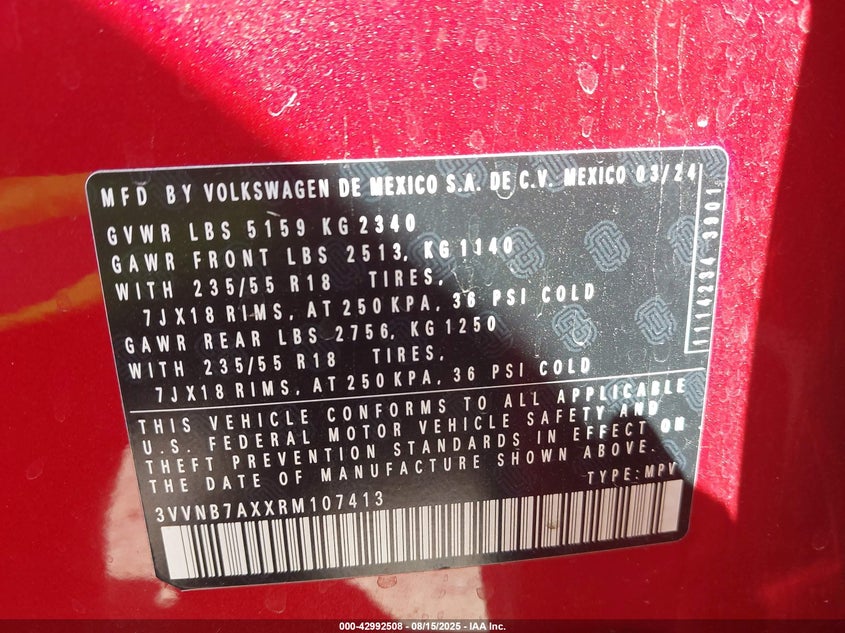 MFD BY VOLKSWAGEN DE MEXICO S.A. DE C.V. MEXICO 03/24
GVWR LBS 5159 KG 2340
GAWR FRONT LBS 2513, KG 1140
WITH 235/55 R18 TIRES,
7JX18 RIMS, AT 250 KPA, 36 PSI COLD
GAWR REAR LBS 2756, KG 1250
WITH 235/55 R18 TIRES,
7JX18 RIMS, AT 250 KPA, 36 PSI COLD
1114234 3001
THIS VEHICLE CONFORMS TO ALL APPLICABLE
U.S. FEDERAL MOTOR VEHICLE SAFETY AND
THEFT PREVENTION STANDARDS IN EFFECT ON
THE DATE OF MANUFACTURE SHOWN ABOVE.
TYPE: MPV
3VVNB7AXXRM107413
000-42992508 - 08/15/2025 - IAA Inc.